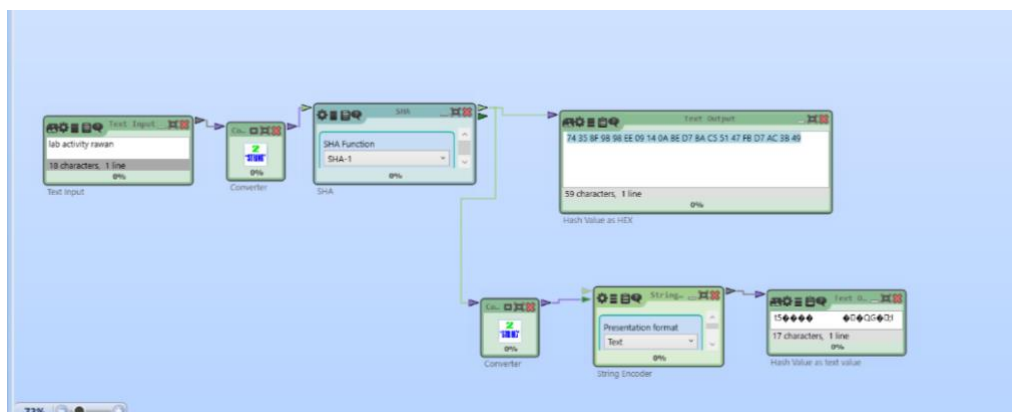 Text Input
lab activity rawan
18 characters, 1 line
0%
Text Input
0%
Converter
SHA
SHA Function
SHA-1
0%
SHA
Text Output
74 35 8F 98 98 EE 09 14 0A BE D7 BA C5 51 47 FB D7 AC 3B 49
59 characters, 1 line
0%
Hash Value as HEX
0%
Converter
String
Presentation format
Text
0%
String Encoder
17 characters, 1 line
0%
Hash Value as text value